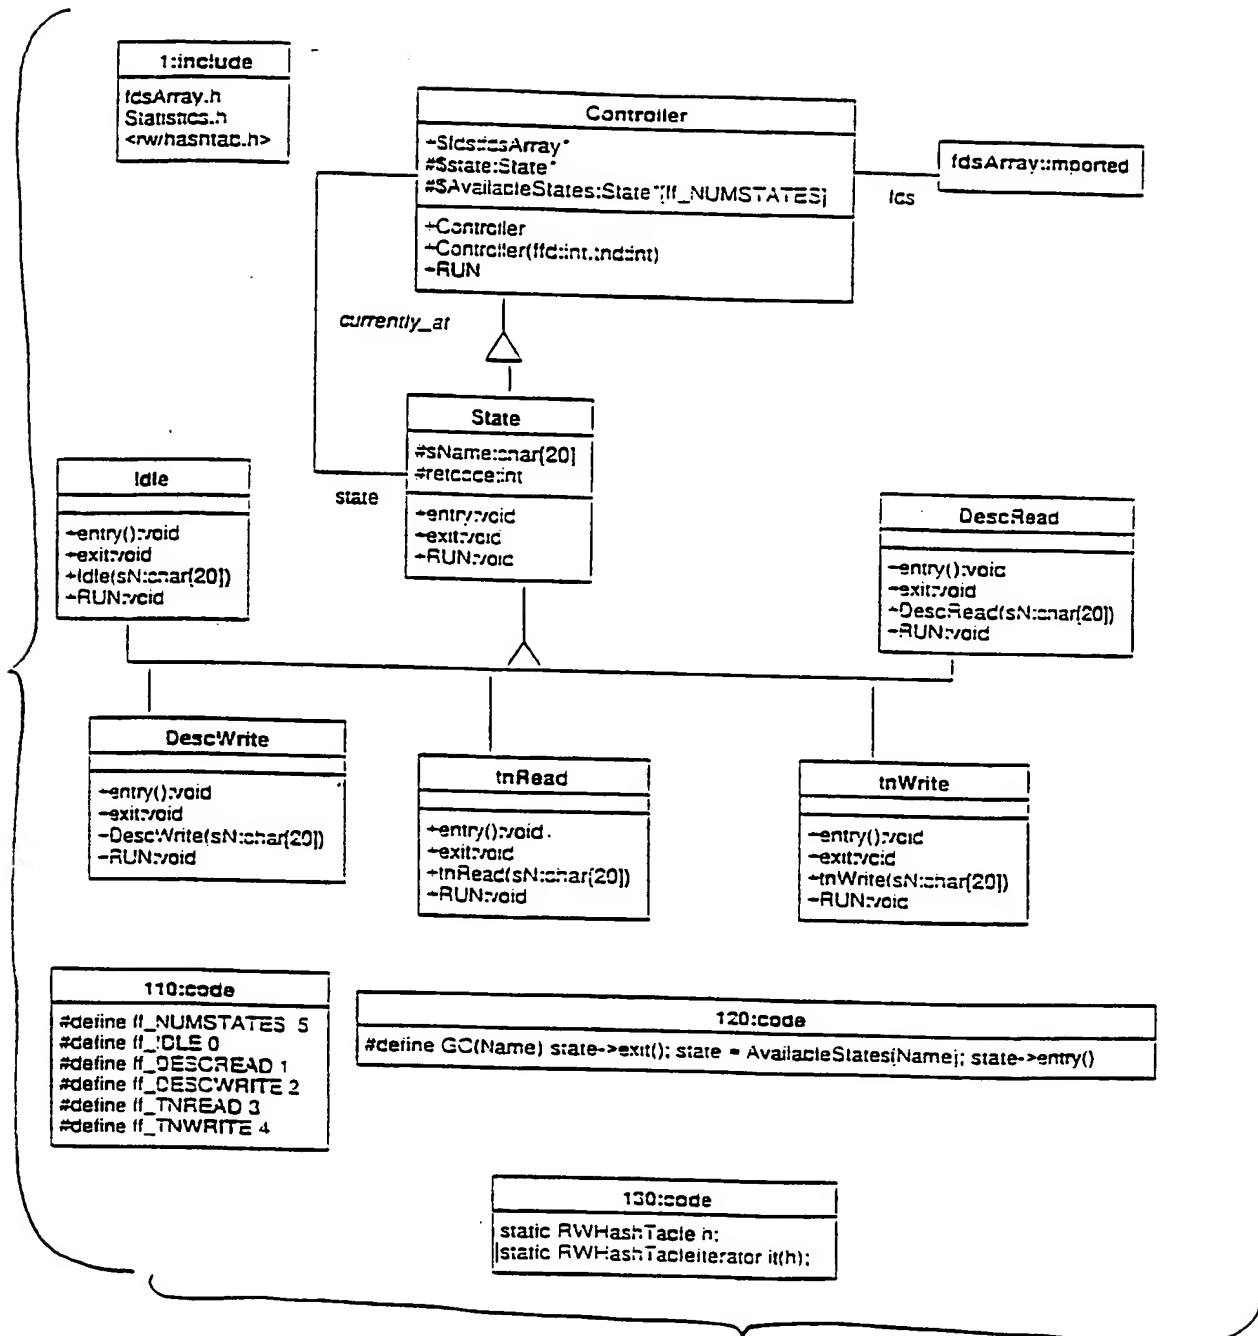 1:include
fdsArray.h
Statistics.h
<rw/hashtab.h>
Controller
+$fds:fdsArray*
#$state:State*
#$AvailableStates:State*[ff_NUMSTATES]
+Controller
+Controller(ffd:int,ind:int)
+RUN
fdsArray::imported
fds
currently_at
State
#sName:char[20]
#retcode:int
+entry:void
+exit:void
+RUN:void
state
Idle
+entry():void
+exit:void
+Idle(sN:char[20])
+RUN:void
DescRead
+entry():void
+exit:void
+DescRead(sN:char[20])
+RUN:void
DescWrite
+entry():void
+exit:void
+DescWrite(sN:char[20])
+RUN:void
tnRead
+entry():void
+exit:void
+tnRead(sN:char[20])
+RUN:void
tnWrite
+entry():void
+exit:void
+tnWrite(sN:char[20])
+RUN:void
110:code
#define ff_NUMSTATES 5
#define ff_IDLE 0
#define ff_DESCREAD 1
#define ff_DESCWRITE 2
#define ff_TNREAD 3
#define ff_TNWRITE 4
120:code
#define GC(Name) state->exit(); state = AvailableStates[Name]; state->entry()
130:code
static RWHashTable h;
static RWHashTableIterator it(h);